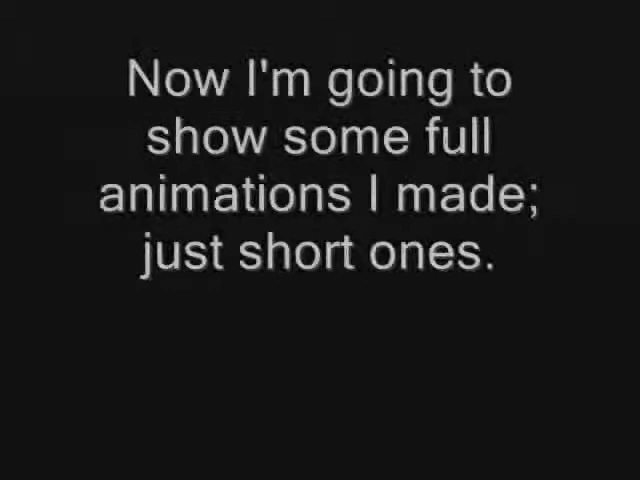 Now I'm going to
show some full
animations I made;
just short ones.